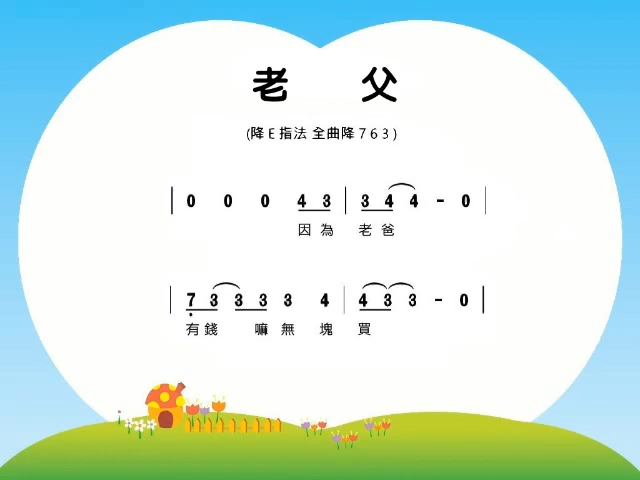 老 父
(降 E 指法 全曲降 7 6 3 )
| 0 0 0 4 3 | 3 4 4 - 0 |
因 為 老 爸
| 7 3 3 3 3 4 | 4 3 3 - 0 |
有 錢 嘛 無 塊 買